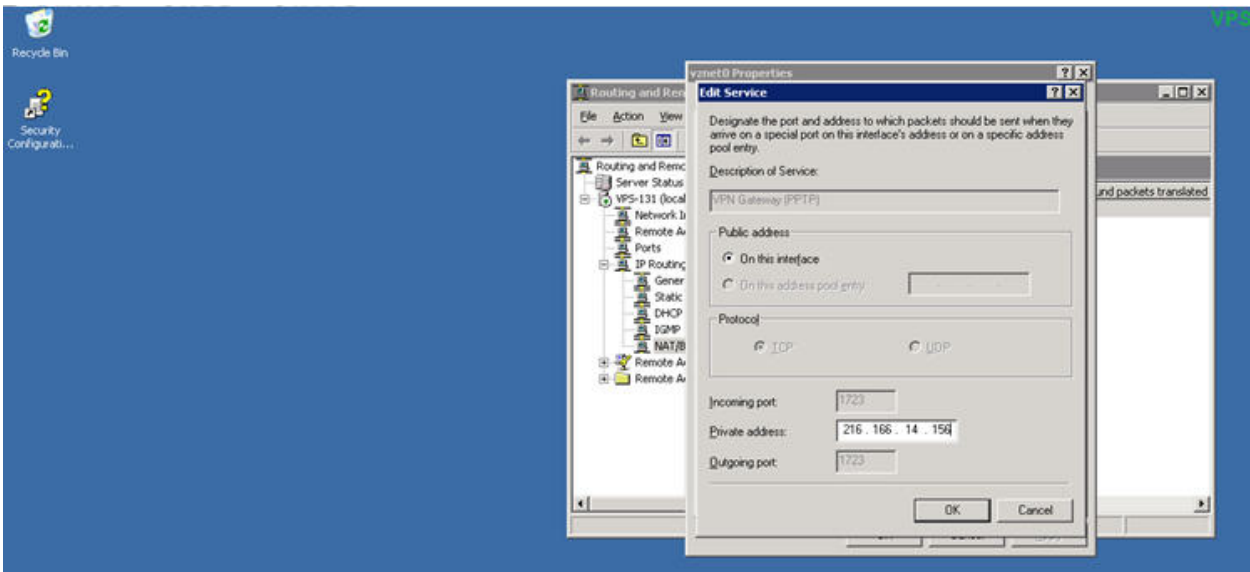 VPS
Recycle Bin
Security
Configurati...
vznet0 Properties
Routing and Ren
Edit Service
File Action View
Designate the port and address to which packets should be sent when they
arrive on a special port on this interface's address or on a specific address
pool entry.
Routing and Remo
Description of Service:
Server Status
VPN Gateway (PPTP)
und packets translated
VPS-131 (local
Network In
Remote A
Public address
Ports
On this interface
IP Routing
Gener
On this address pool entry
Static
DHCP
Protocol
IGMP
NAT/B
TCP
UDP
Remote A
Remote A
Incoming port:
1723
Private address:
216 . 166 . 14 . 156
Outgoing port:
1723
OK
Cancel